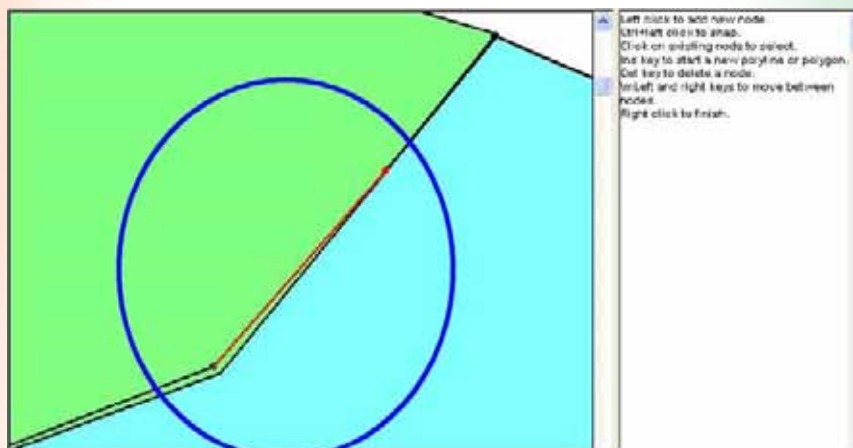 Left click to add new node.
Ctrl+left click to snap.
Click on existing node to select.
Ins key to start a new polyline or polygon.
Del key to delete a node.
\n\nLeft and right keys to move between
nodes.
Right click to finish.